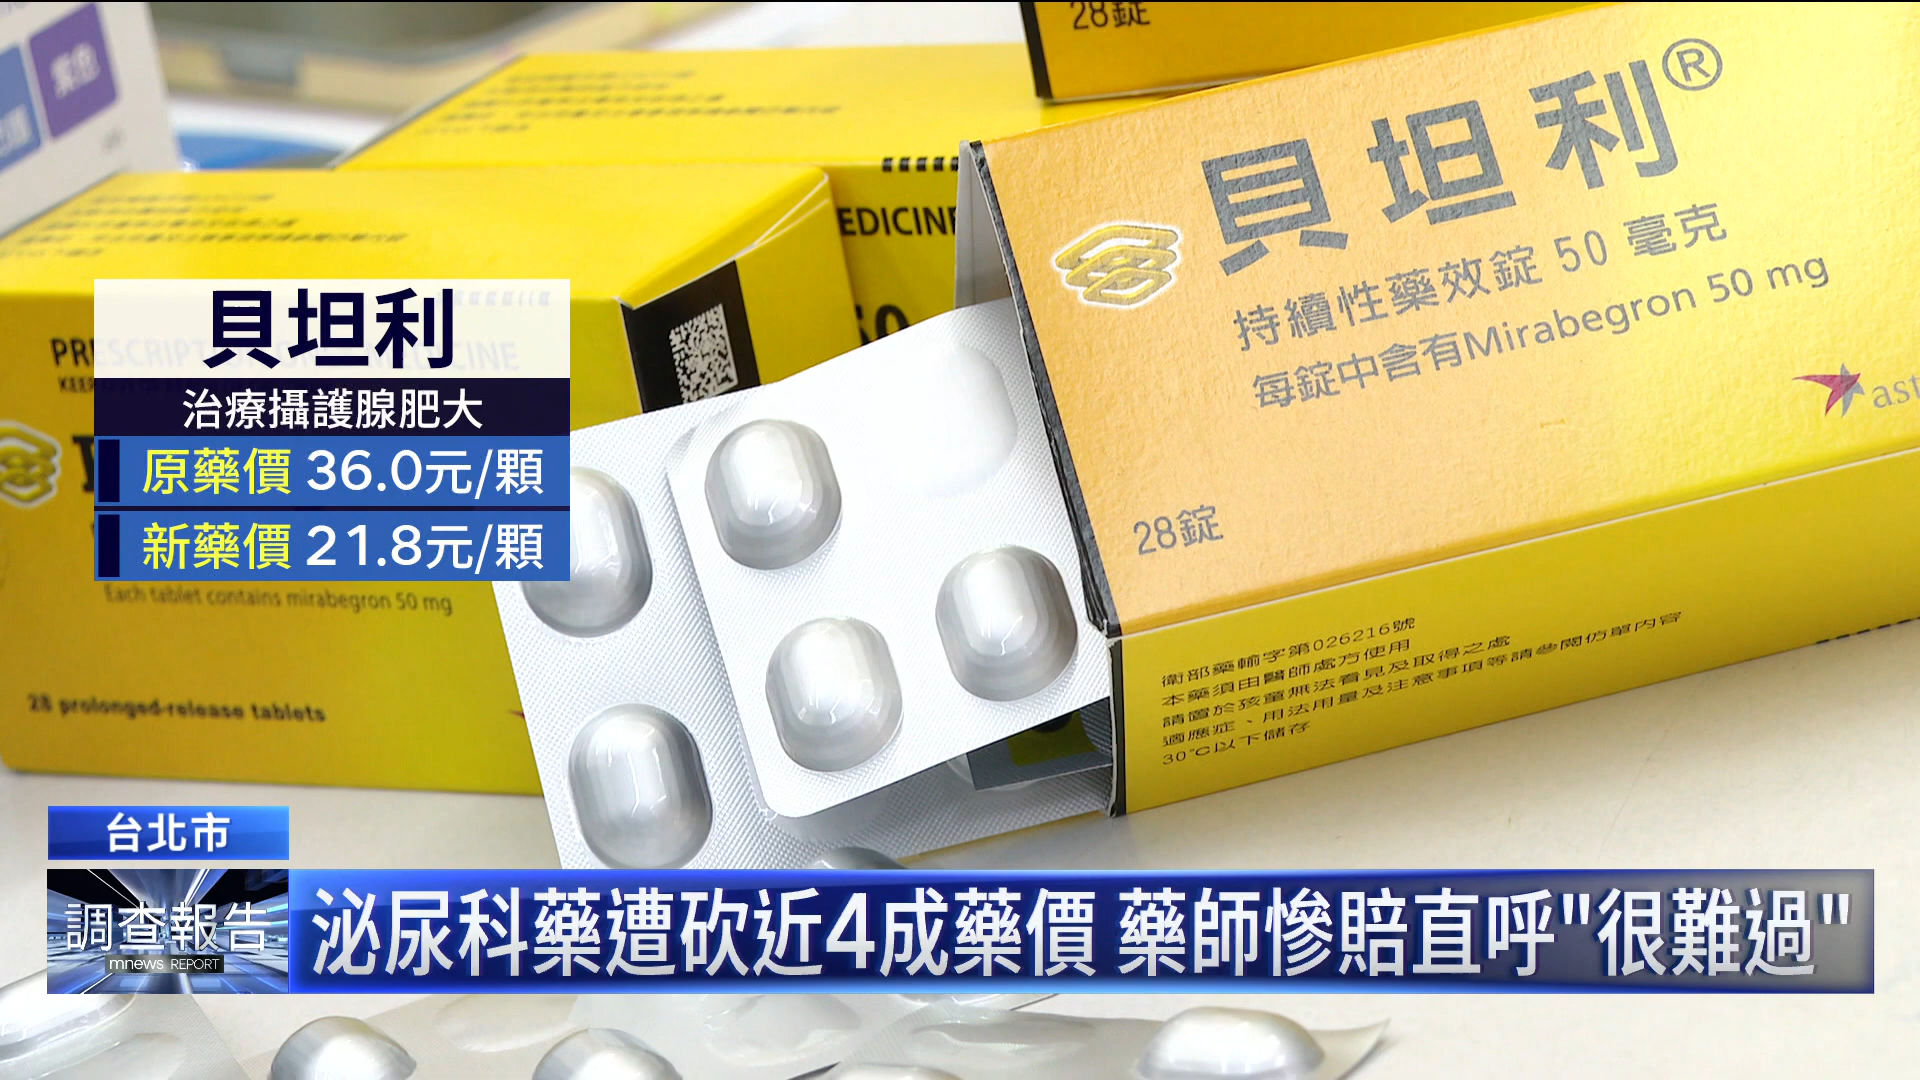 28錠
貝坦利®
持續性藥效錠 50 毫克
每錠中含有Mirabegron 50 mg
ast
28錠
衛部藥輸字第026216號
本藥須由醫師處方使用
請置於孩童無法看見及取得之處
適應症、用法用量及注意事項等請參閱仿單內容
30°C以下儲存
EDICINE
貝坦利
治療攝護腺肥大
原藥價 36.0元/顆
新藥價 21.8元/顆
Each tablet contains mirabegron 50 mg
28 prolonged-release tablets
台北市
調查報告
mnews REPORT
泌尿科藥遭砍近4成藥價 藥師慘賠直呼"很難過"